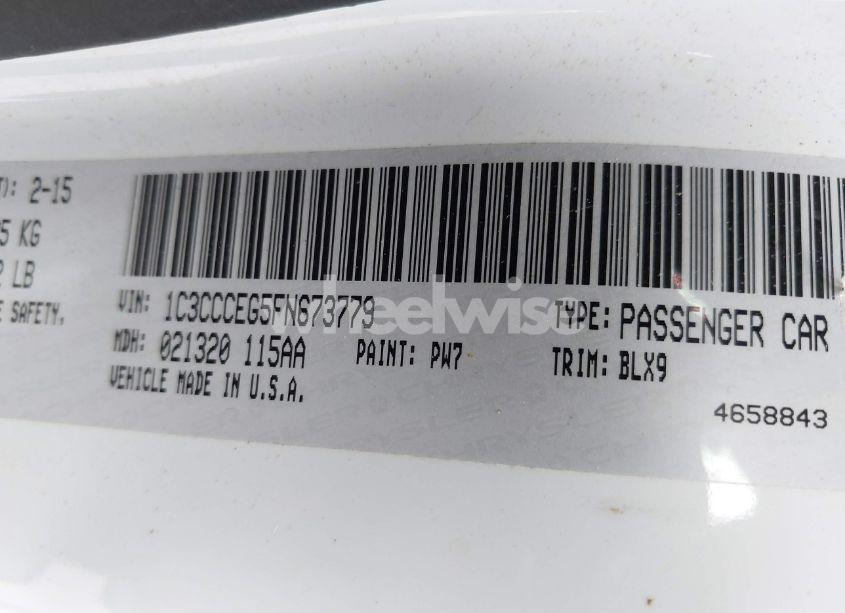 T): 2-15
5 KG
2 LB
E SAFETY,
VIN: 1C3CCCEG5FN673779
TYPE: PASSENGER CAR
MDH: 021320 115AA
PAINT: PW7
TRIM: BLX9
VEHICLE MADE IN U.S.A.
4658843
wheelwise
CHRYSLER